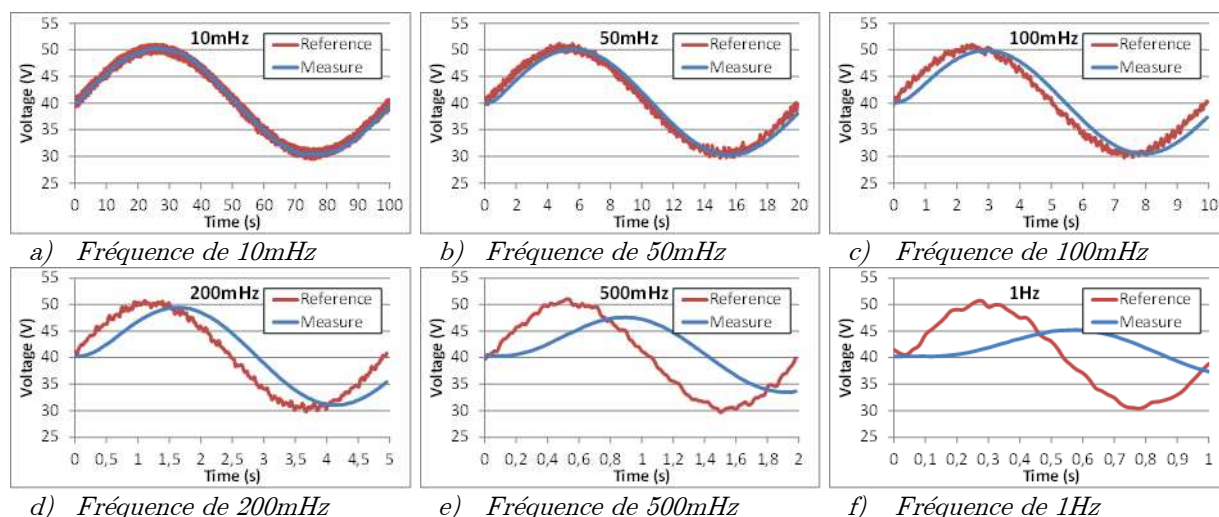 55
50
45
40
35
30
25
Voltage (V)
10mHz
Reference
Measure
0 10 20 30 40 50 60 70 80 90 100
Time (s)
a) Fréquence de 10mHz
55
50
45
40
35
30
25
Voltage (V)
50mHz
Reference
Measure
0 2 4 6 8 10 12 14 16 18 20
Time (s)
b) Fréquence de 50mHz
55
50
45
40
35
30
25
Voltage (V)
100mHz
Reference
Measure
0 1 2 3 4 5 6 7 8 9 10
Time (s)
c) Fréquence de 100mHz
55
50
45
40
35
30
25
Voltage (V)
200mHz
Reference
Measure
0 0,5 1 1,5 2 2,5 3 3,5 4 4,5 5
Time (s)
d) Fréquence de 200mHz
55
50
45
40
35
30
25
Voltage (V)
500mHz
Reference
Measure
0 0,2 0,4 0,6 0,8 1 1,2 1,4 1,6 1,8 2
Time (s)
e) Fréquence de 500mHz
55
50
45
40
35
30
25
Voltage (V)
1Hz
Reference
Measure
0 0,1 0,2 0,3 0,4 0,5 0,6 0,7 0,8 0,9 1
Time (s)
f) Fréquence de 1Hz